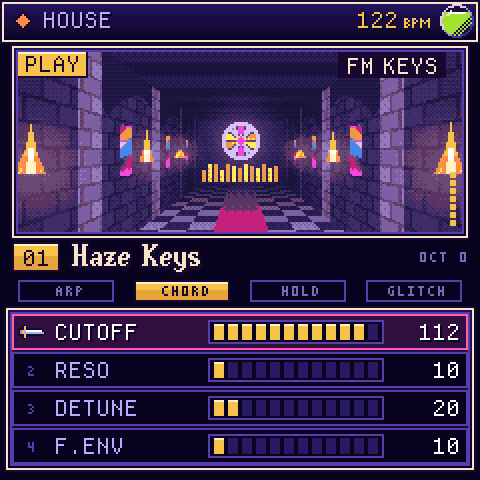 HOUSE 122 BPM
PLAY FM KEYS
01 Haze Keys OCT 0
ARP CHORD HOLD GLITCH
CUTOFF 112
2 RESO 10
3 DETUNE 20
4 F.ENV 10